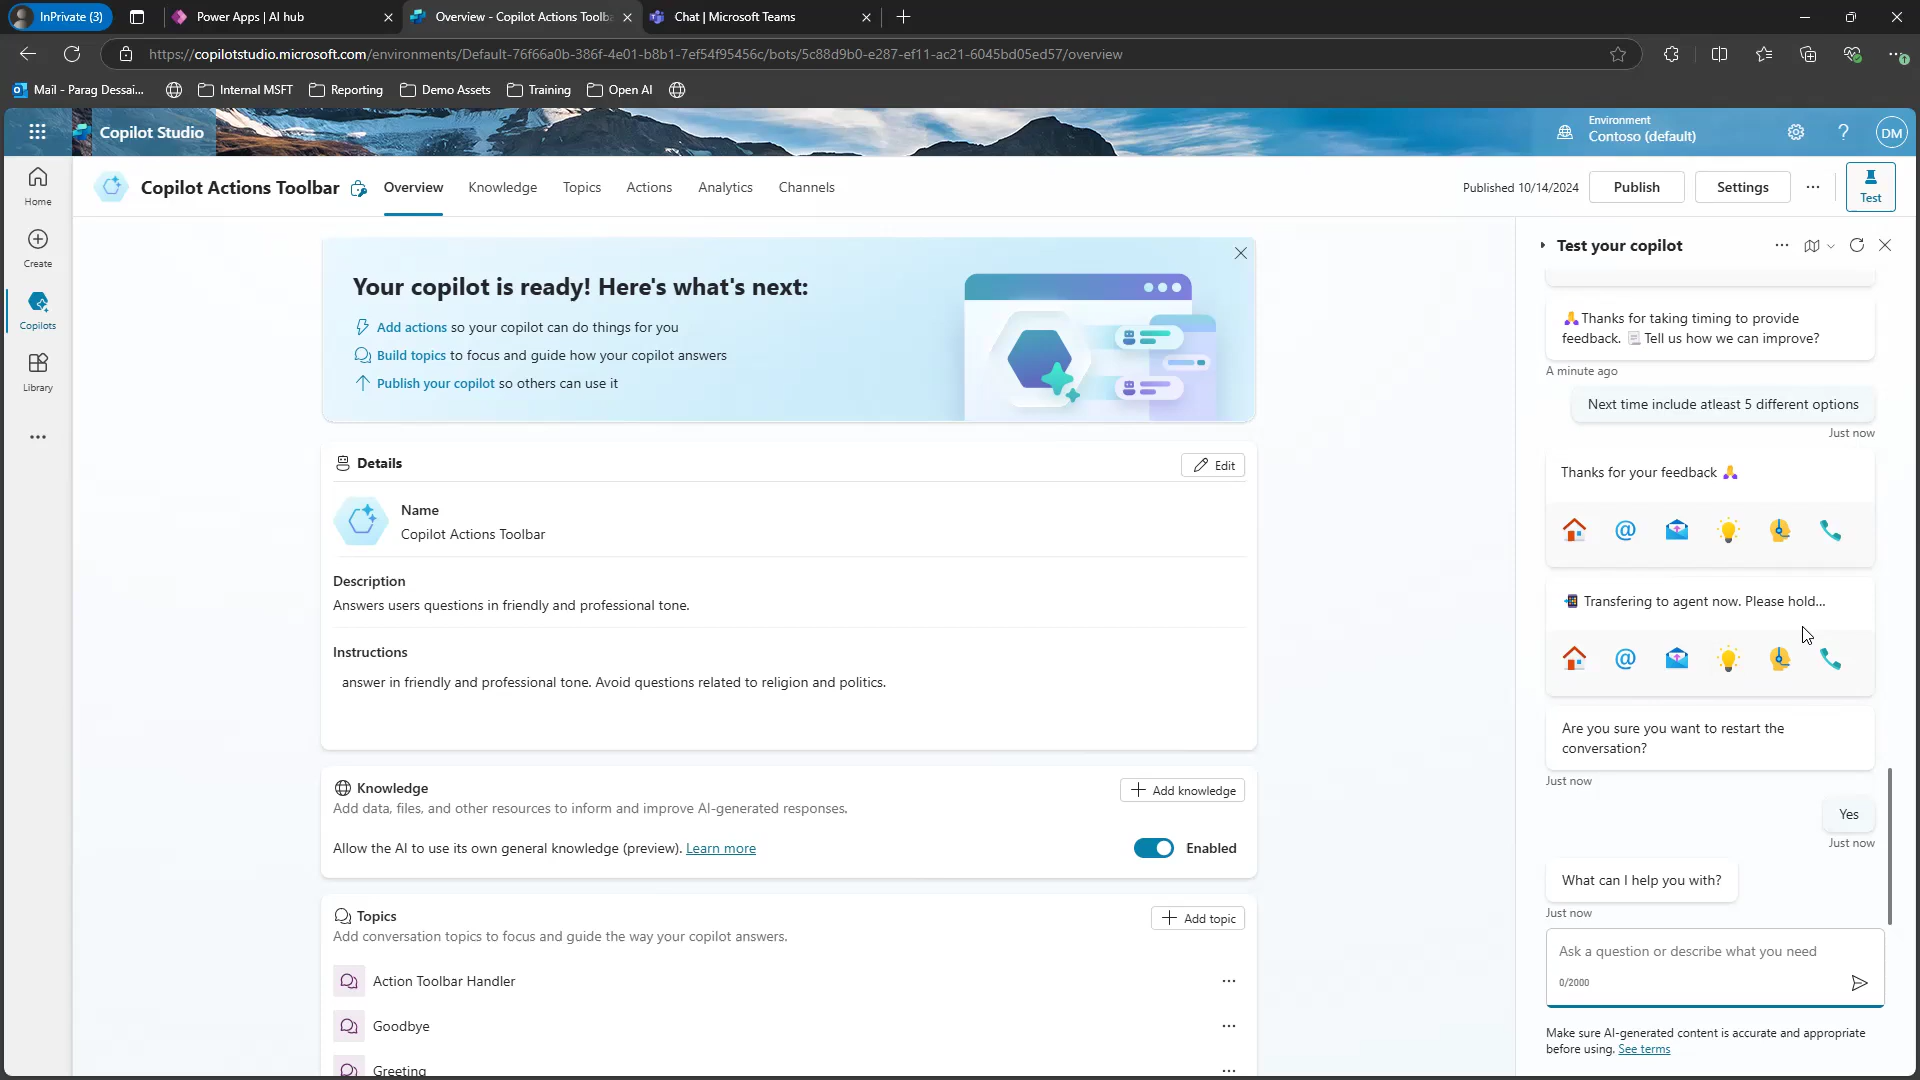 InPrivate (3)
Power Apps | AI hub
Overview - Copilot Actions Toolba
Chat | Microsoft Teams
https://copilotstudio.microsoft.com/environments/Default-76f66a0b-386f-4e01-b8b1-7ef54f95456c/bots/5c88d9b0-e287-ef11-ac21-6045bd05ed57/overview
Mail - Parag Dessai...
Internal MSFT
Reporting
Demo Assets
Training
Open AI
Copilot Studio
Environment
Contoso (default)
?
DM
Home
Create
Copilots
Library
Copilot Actions Toolbar
Overview
Knowledge
Topics
Actions
Analytics
Channels
Published 10/14/2024
Publish
Settings
Test
Your copilot is ready! Here's what's next:
Add actions so your copilot can do things for you
Build topics to focus and guide how your copilot answers
Publish your copilot so others can use it
Details
Edit
Name
Copilot Actions Toolbar
Description
Answers users questions in friendly and professional tone.
Instructions
answer in friendly and professional tone. Avoid questions related to religion and politics.
Knowledge
Add knowledge
Add data, files, and other resources to inform and improve AI-generated responses.
Allow the AI to use its own general knowledge (preview). Learn more
Enabled
Topics
Add topic
Add conversation topics to focus and guide the way your copilot answers.
Action Toolbar Handler
Goodbye
Greeting
Test your copilot
🙏Thanks for taking timing to provide
feedback. 📃 Tell us how we can improve?
A minute ago
Next time include atleast 5 different options
Just now
Thanks for your feedback 🙏
📲 Transfering to agent now. Please hold...
Are you sure you want to restart the
conversation?
Just now
Yes
Just now
What can I help you with?
Just now
Ask a question or describe what you need
0/2000
Make sure AI-generated content is accurate and appropriate
before using. See terms